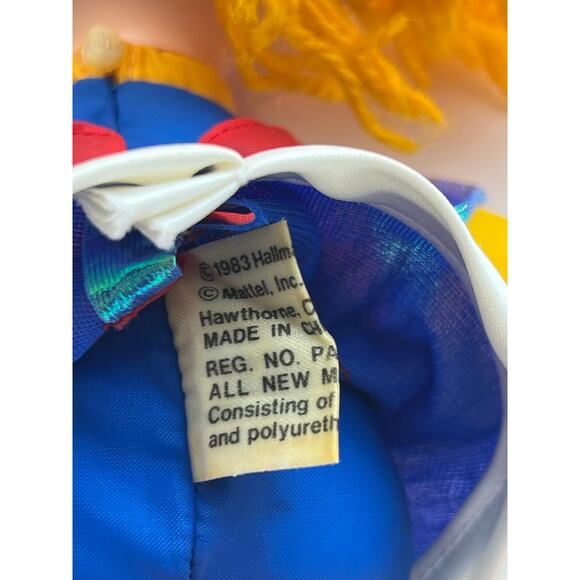 ©1983 Hallm
© Mattel, Inc.
Hawthorne, C
MADE IN CH
REG. NO. PA
ALL NEW M
Consisting of
and polyureth